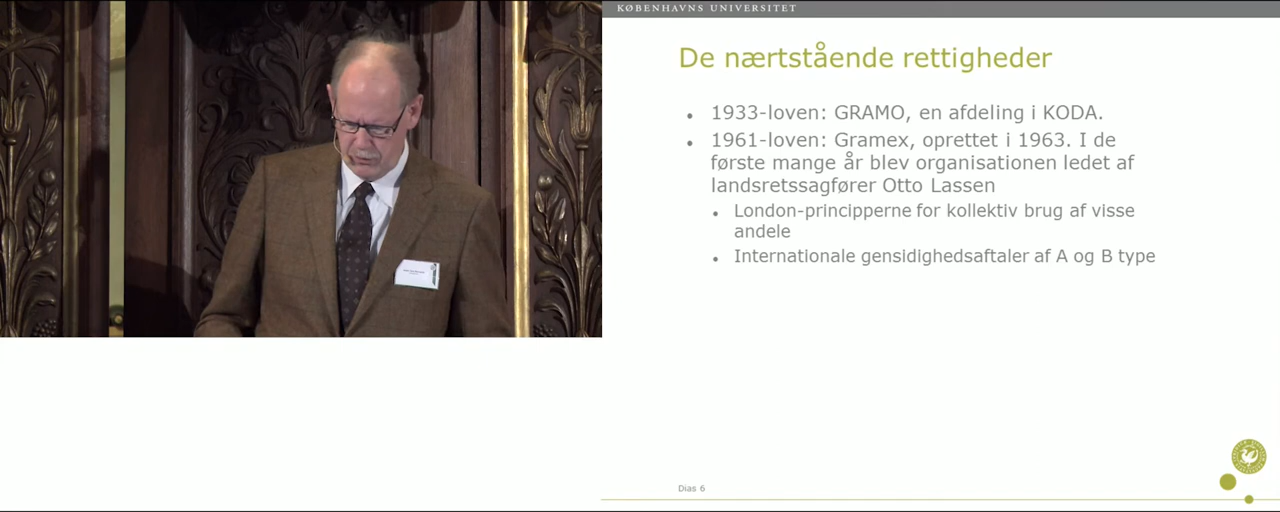 KØBENHAVNS UNIVERSITET
De nærtstående rettigheder
• 1933-loven: GRAMO, en afdeling i KODA.
• 1961-loven: Gramex, oprettet i 1963. I de
første mange år blev organisationen ledet af
landsretssagfører Otto Lassen
• London-principperne for kollektiv brug af visse
andele
• Internationale gensidighedsaftaler af A og B type
Dias 6